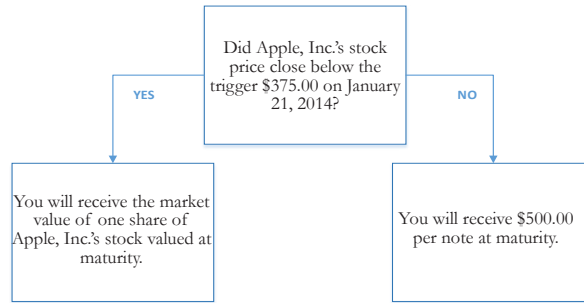 Did Apple, Inc.'s stock
price close below the
trigger $375.00 on January
21, 2014?
YES
NO
You will receive the market
value of one share of
Apple, Inc.'s stock valued at
maturity.
You will receive $500.00
per note at maturity.